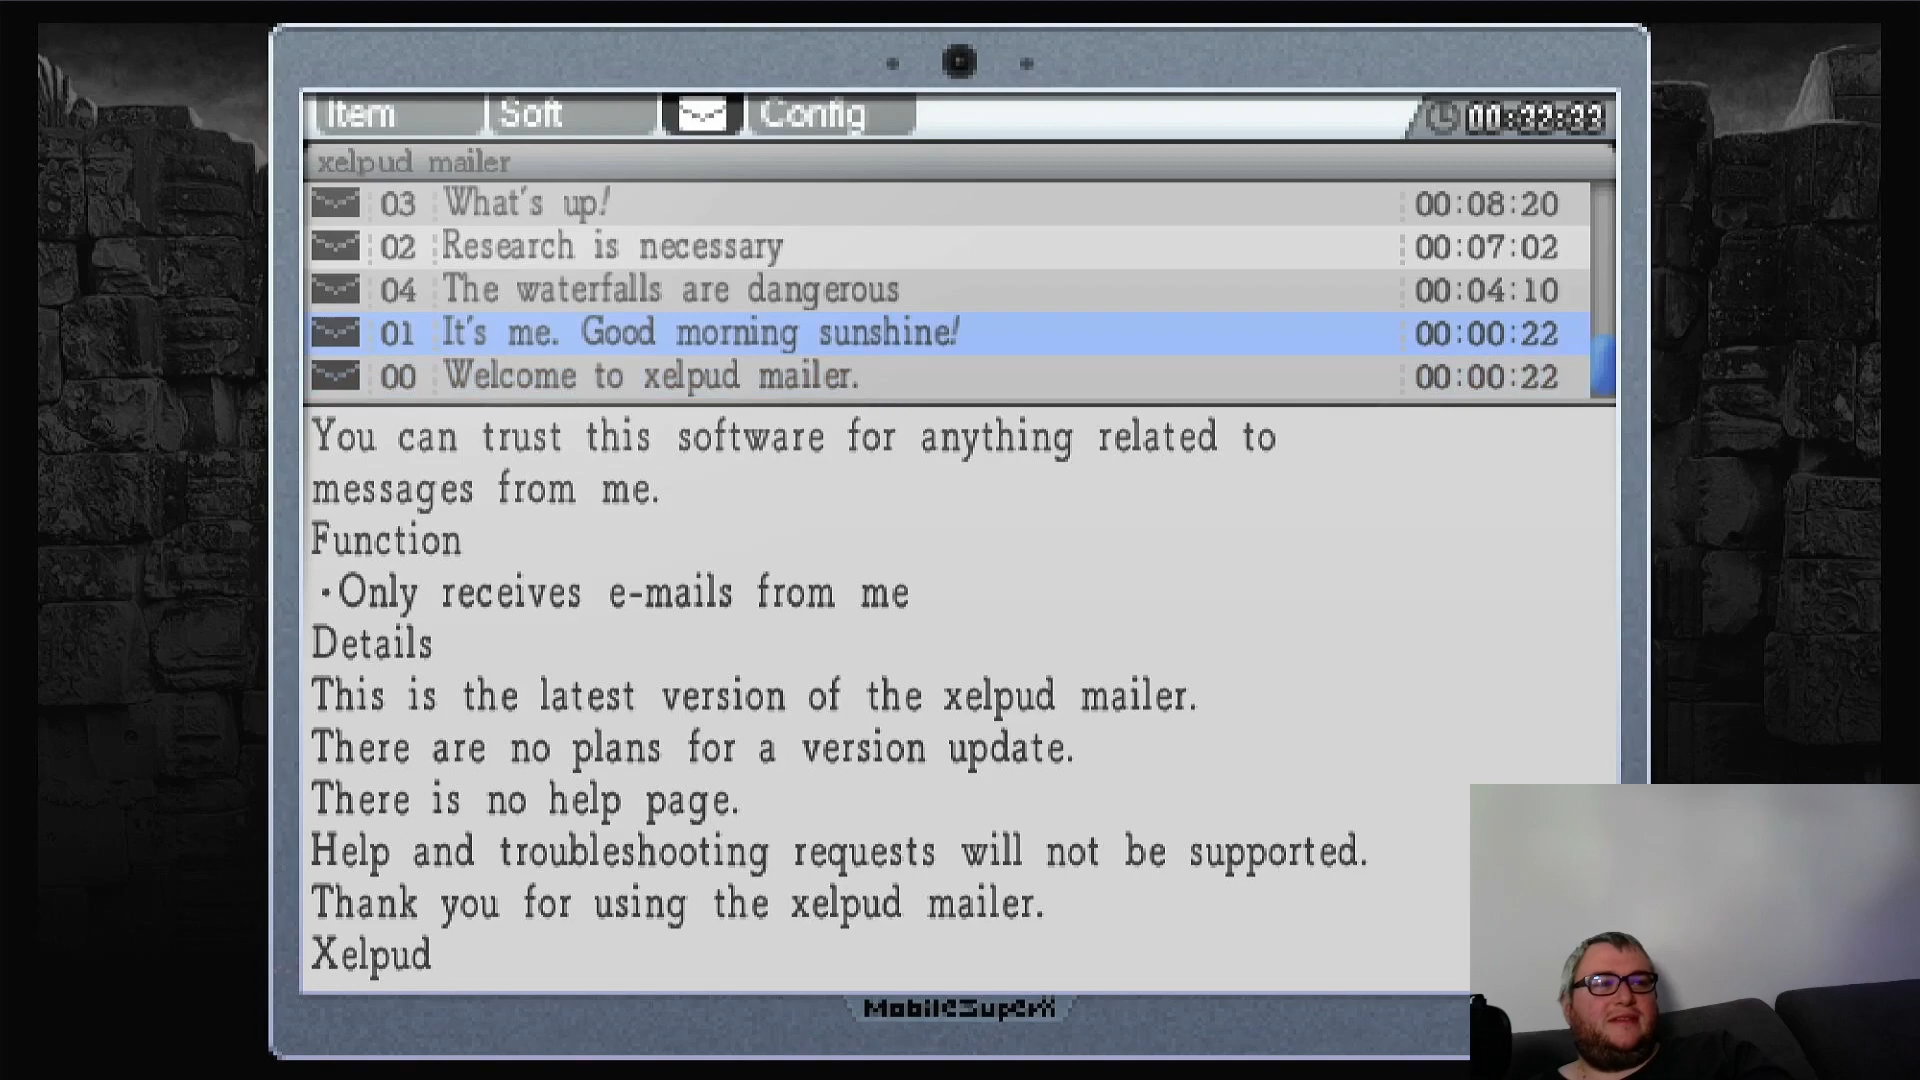 Item Soft Config 00:33:33
xelpud mailer
03 What's up! 00:08:20
02 Research is necessary 00:07:02
04 The waterfalls are dangerous 00:04:10
01 It's me. Good morning sunshine! 00:00:22
00 Welcome to xelpud mailer. 00:00:22
You can trust this software for anything related to
messages from me.
Function
・Only receives e-mails from me
Details
This is the latest version of the xelpud mailer.
There are no plans for a version update.
There is no help page.
Help and troubleshooting requests will not be supported.
Thank you for using the xelpud mailer.
Xelpud
MobileSuperX